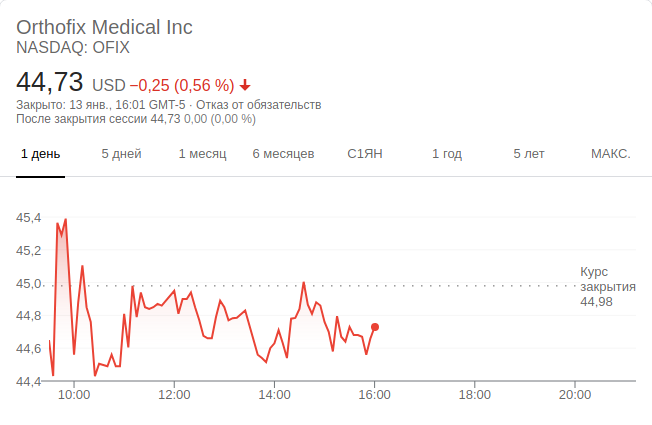 Orthofix Medical Inc
NASDAQ: OFIX
44,73 USD −0,25 (0,56 %)
Закрыто: 13 янв., 16:01 GMT-5 · Отказ от обязательств
После закрытия сессии 44,73 0,00 (0,00 %)
1 день 5 дней 1 месяц 6 месяцев С1ЯН 1 год 5 лет МАКС.
45,4
45,2
45,0
44,8
44,6
44,4
Курс
закрытия
44,98
10:00 12:00 14:00 16:00 18:00 20:00